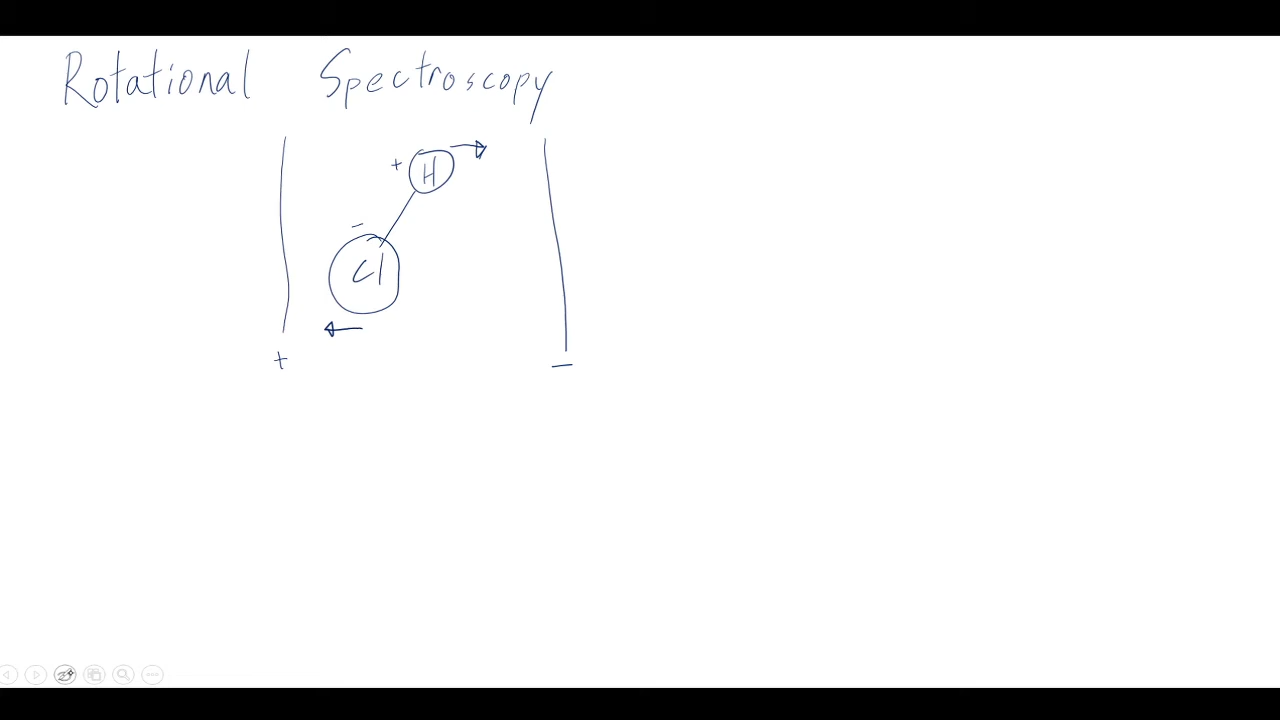 Rotational Spectroscopy
+ H
−
Cl
+ −